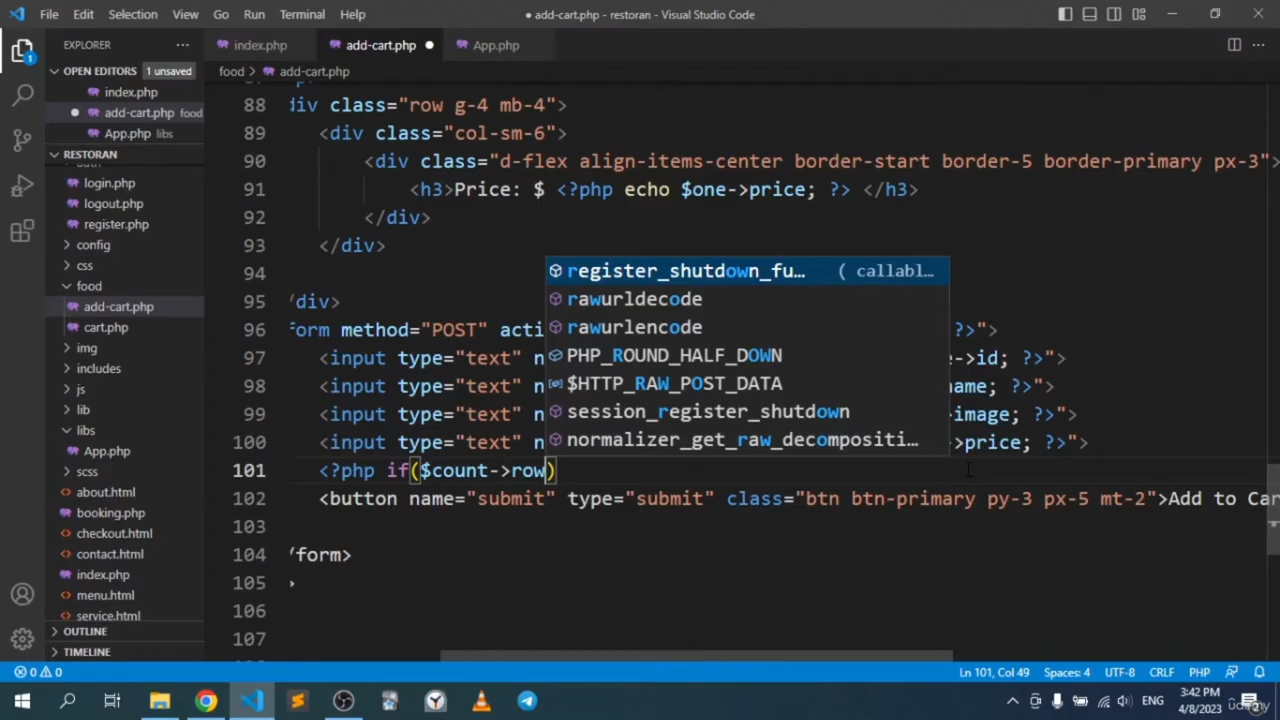 File Edit Selection View Go Run Terminal Help
● add-cart.php - restoran - Visual Studio Code
EXPLORER ···
index.php add-cart.php ● App.php
OPEN EDITORS 1 unsaved
food > add-cart.php
index.php
● add-cart.php food
App.php libs
RESTORAN
login.php
logout.php
register.php
config
css
food
add-cart.php
cart.php
img
includes
js
lib
libs
App.php
scss
about.html
booking.php
checkout.html
contact.html
index.php
menu.html
service.html
OUTLINE
TIMELINE
88 div class="row g-4 mb-4">
89 <div class="col-sm-6">
90 <div class="d-flex align-items-center border-start border-5 border-primary px-3">
91 <h3>Price: $ <?php echo $one->price; ?> </h3>
92 </div>
93 </div>
94
95 /div>
96 form method="POST" acti ?>">
97 <input type="text" n e->id; ?>">
98 <input type="text" n name; ?>">
99 <input type="text" n image; ?>">
100 <input type="text" n >price; ?>">
101 <?php if($count->row)
102 <button name="submit" type="submit" class="btn btn-primary py-3 px-5 mt-2">Add to Car
103
104 /form>
105 >
106
107
register_shutdown_fu… ( callabl…
rawurldecode
rawurlencode
PHP_ROUND_HALF_DOWN
$HTTP_RAW_POST_DATA
session_register_shutdown
normalizer_get_raw_decompositi…
0 0 Ln 101, Col 49 Spaces: 4 UTF-8 CRLF PHP
ENG 3:42 PM
4/8/2023
udemy